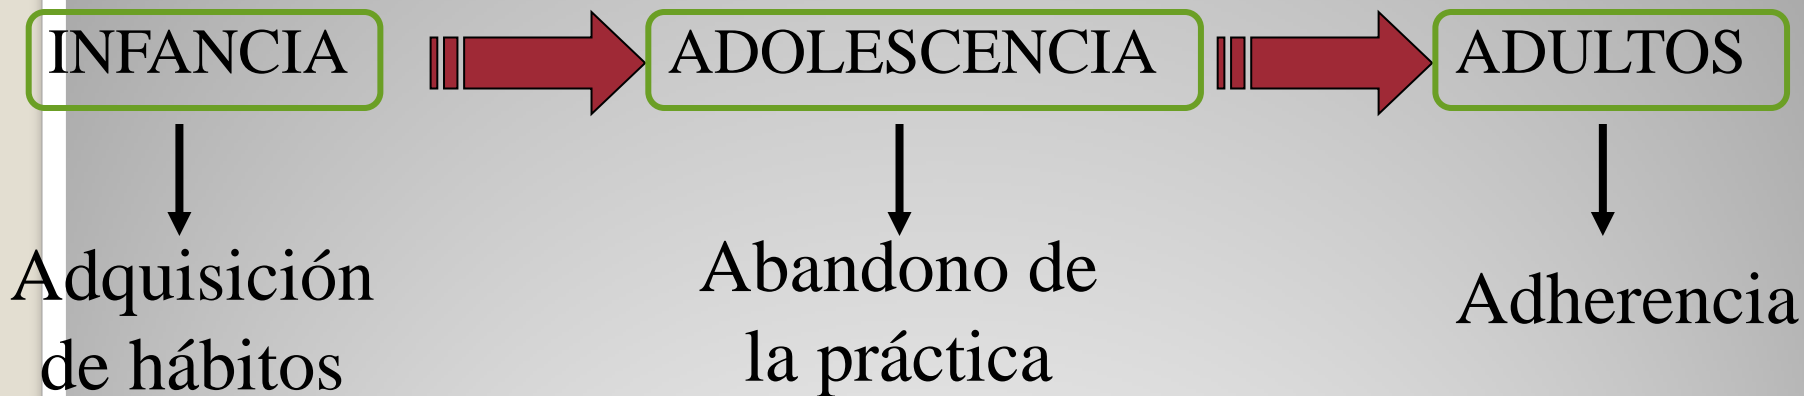 INFANCIA
ADOLESCENCIA
ADULTOS
Adquisición
de hábitos
Abandono de
la práctica
Adherencia